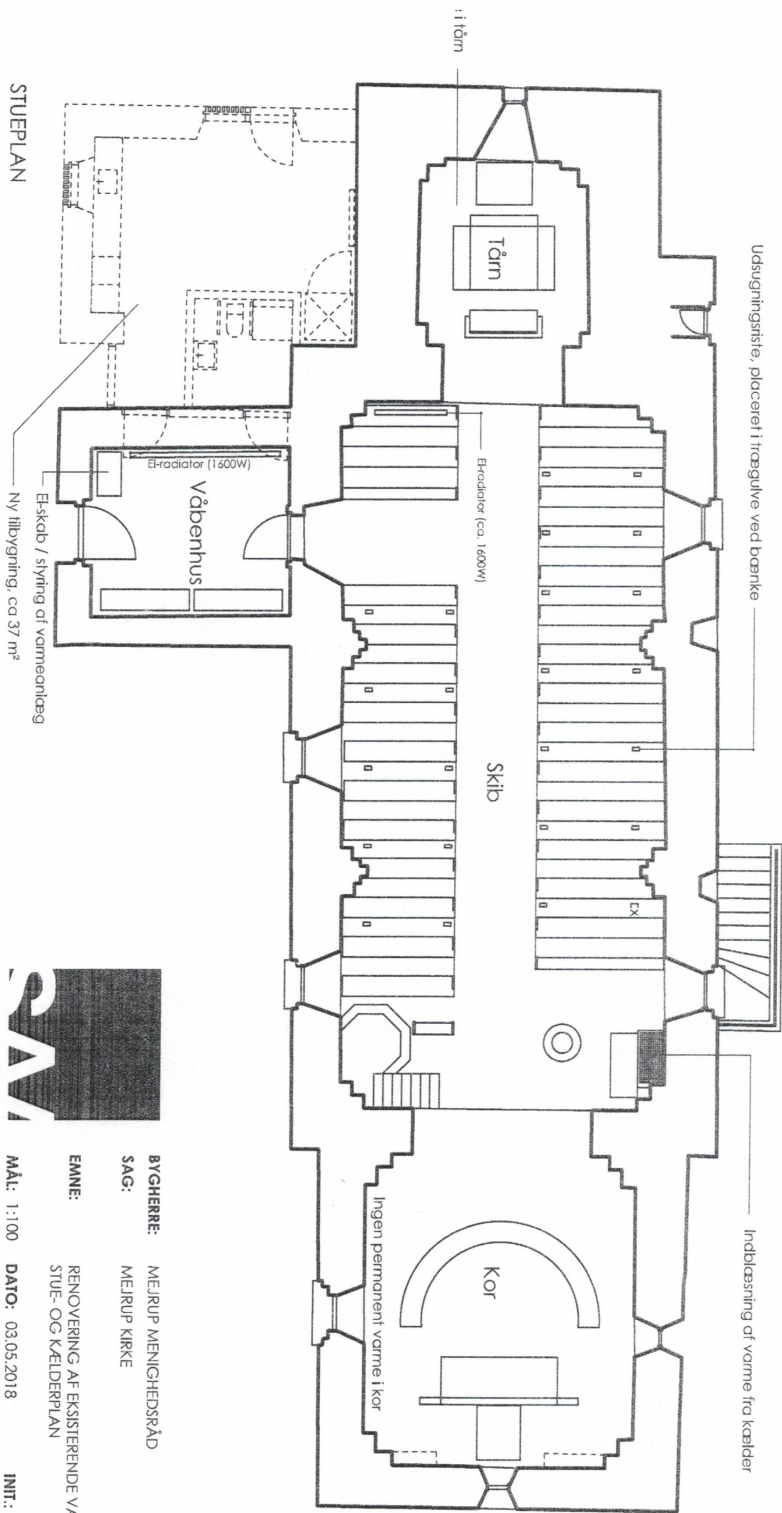 i tårn
Udsugningsriste, placeret i trægulve ved bænke
Indblæsning af varme fra kælder
Tårn
El-radiator (ca. 1600W)
El-radiator (1600W)
Våbenhus
Skib
Kor
Ingen permanent varme i kor
El-skab / styring af varmeanlæg
Ny tilbygning, ca 37 m²
STUEPLAN
BYGHERRE: MEJRUP MENIGHEDSRÅD
SAG: MEJRUP KIRKE
EMNE: RENOVERING AF EKSISTERENDE VA
STUE- OG KÆLDERPLAN
MÅL: 1:100 DATO: 03.05.2018 INIT.: